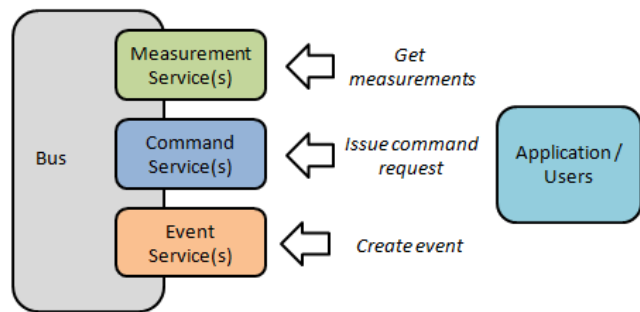 Measurement
Service(s)
Get
measurements
Bus
Command
Service(s)
Issue command
request
Application /
Users
Event
Service(s)
Create event